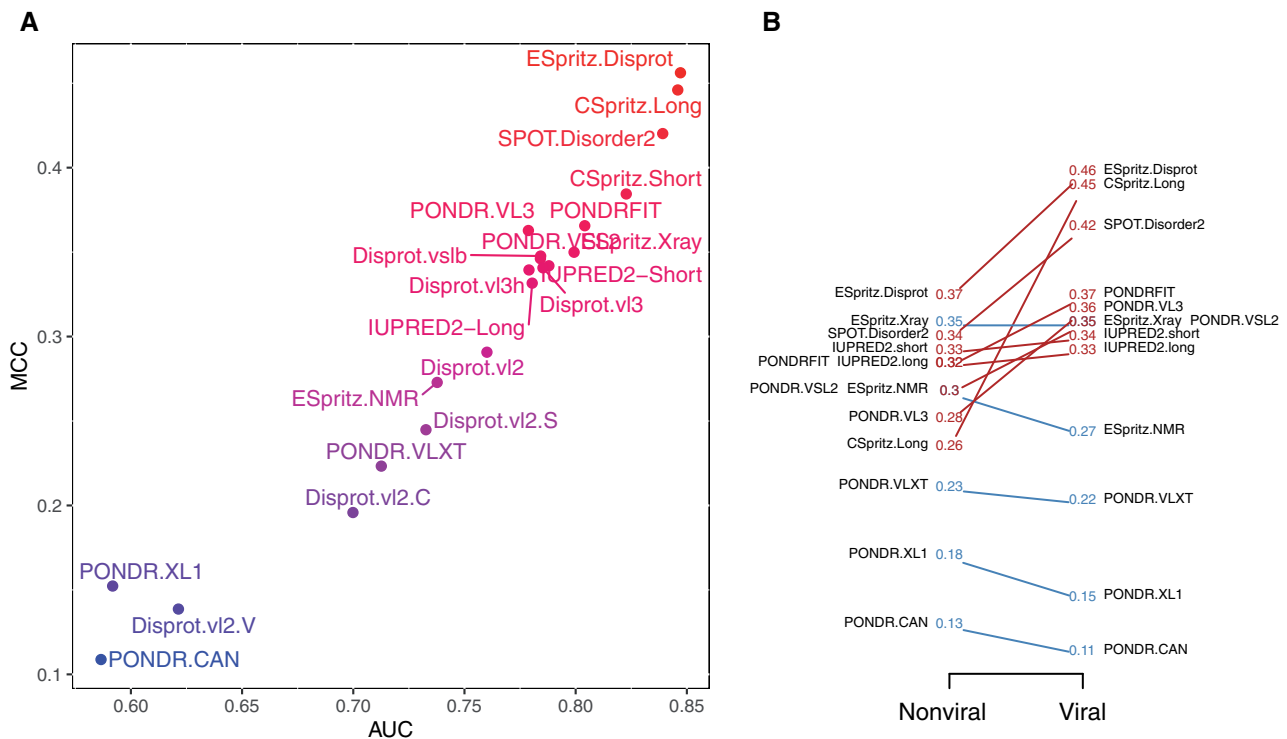 A
ESpritz.Disprot
CSpritz.Long
SPOT.Disorder2
0.4
CSpritz.Short
PONDR.VL3 PONDRFIT
PONDR.VSL2 ESpritz.Xray
Disprot.vslb
IUPRED2−Short
Disprot.vl3h
Disprot.vl3
0.3
IUPRED2−Long
MCC
Disprot.vl2
ESpritz.NMR
Disprot.vl2.S
PONDR.VLXT
Disprot.vl2.C
0.2
PONDR.XL1
Disprot.vl2.V
PONDR.CAN
0.1
0.60 0.65 0.70 0.75 0.80 0.85
AUC
B
0.46 ESpritz.Disprot
0.45 CSpritz.Long
0.42 SPOT.Disorder2
ESpritz.Disprot 0.37 0.37 PONDRFIT
0.36 PONDR.VL3
ESpritz.Xray 0.35 0.35 ESpritz.Xray PONDR.VSL2
SPOT.Disorder2 0.34 0.34 IUPRED2.short
IUPRED2.short 0.33 0.33 IUPRED2.long
PONDRFIT IUPRED2.long 0.32
PONDR.VSL2 ESpritz.NMR 0.3
PONDR.VL3 0.28
0.27 ESpritz.NMR
CSpritz.Long 0.26
PONDR.VLXT 0.23
0.22 PONDR.VLXT
PONDR.XL1 0.18
0.15 PONDR.XL1
PONDR.CAN 0.13
0.11 PONDR.CAN
Nonviral Viral